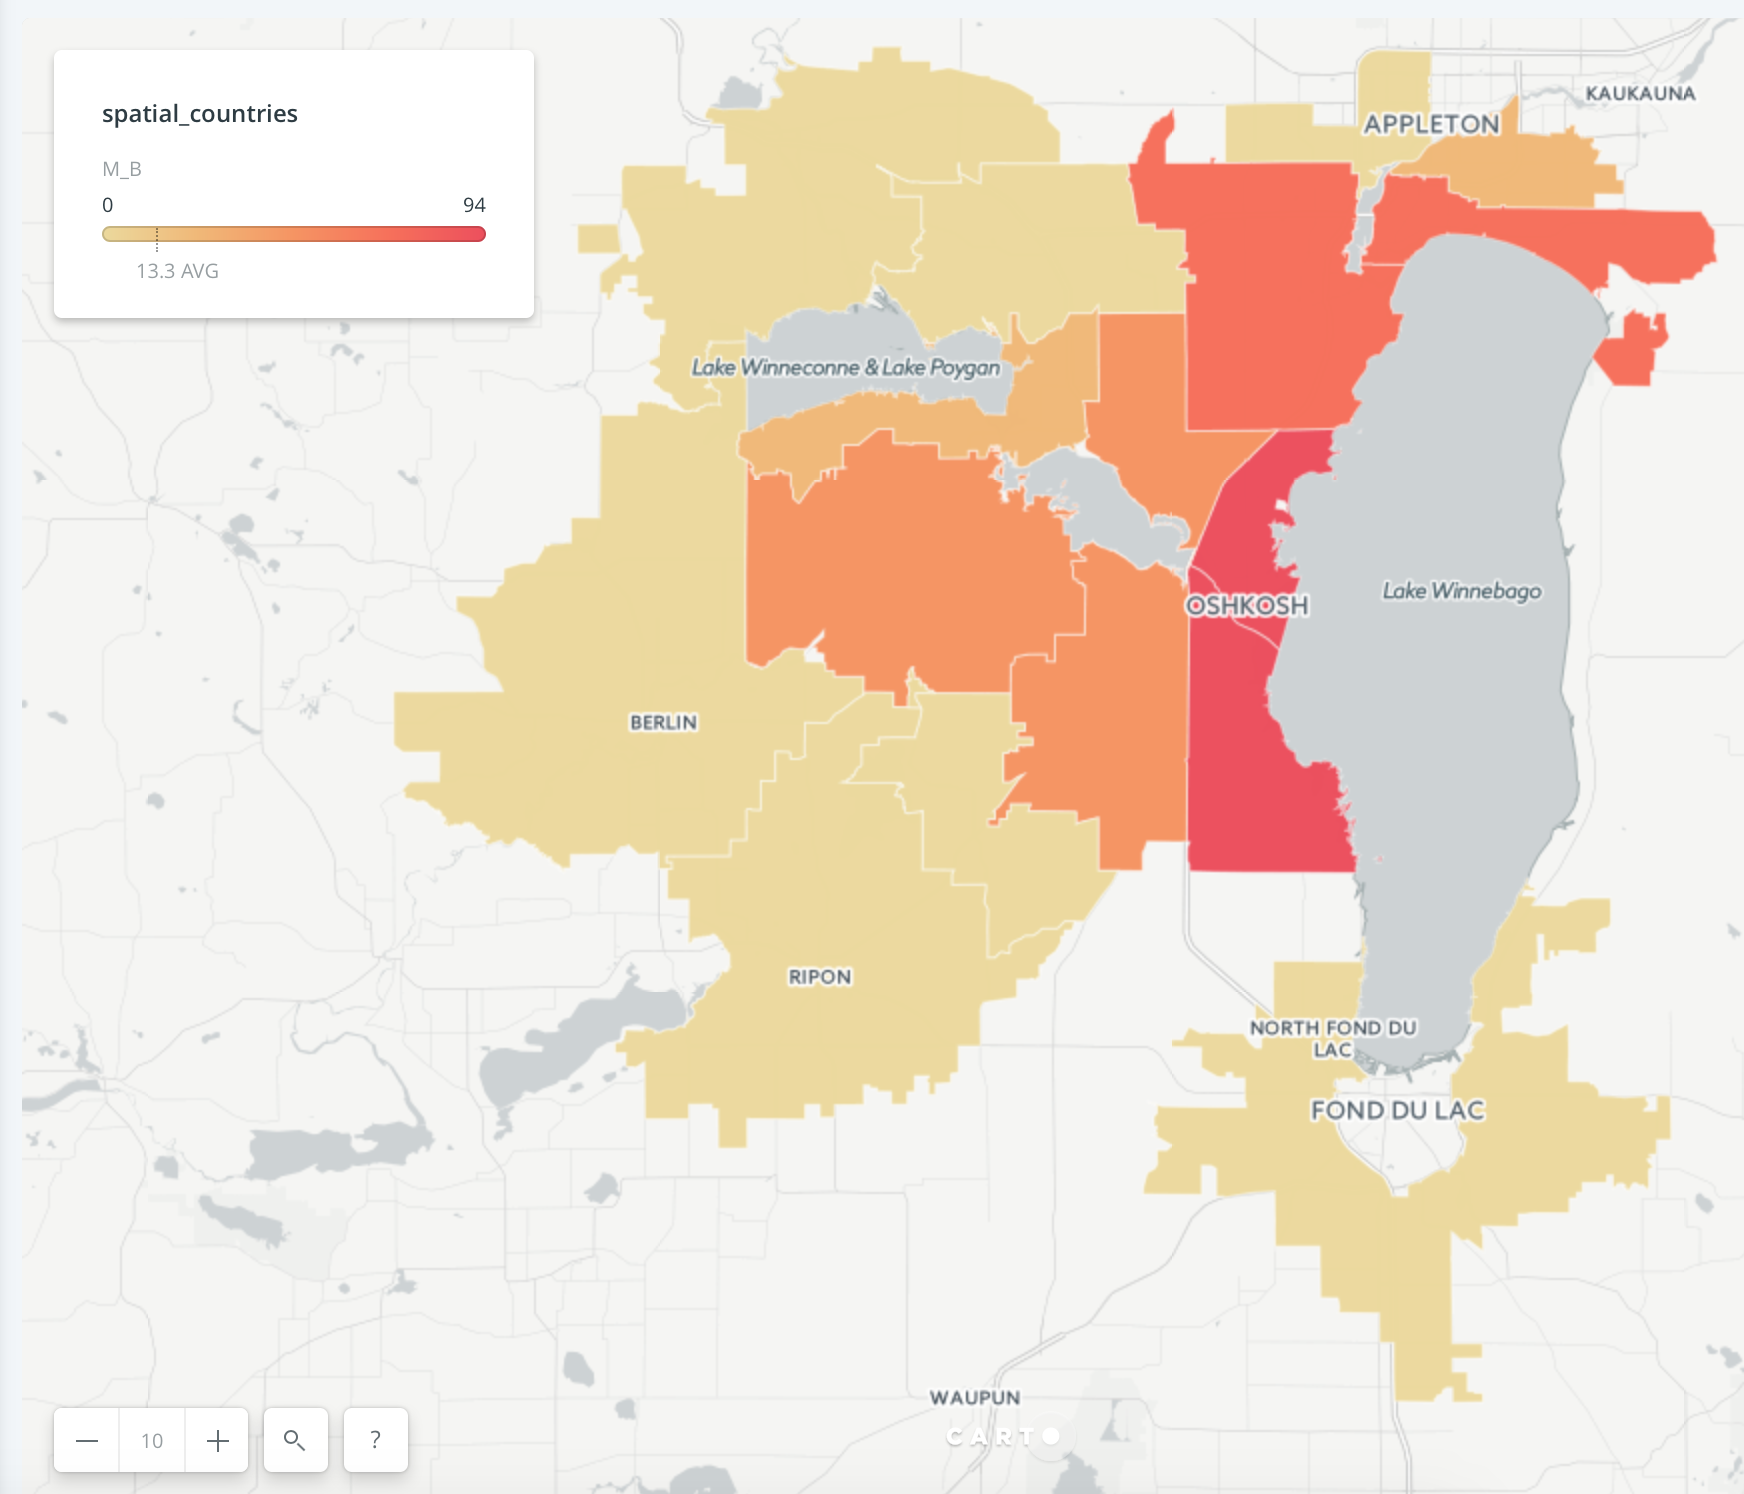 spatial_countries
M_B
0 94
13.3 AVG
KAUKAUNA
APPLETON
Lake Winneconne & Lake Poygan
Lake Winnebago
OSHKOSH
BERLIN
RIPON
NORTH FOND DU
LAC
FOND DU LAC
WAUPUN
CARTO
10
?